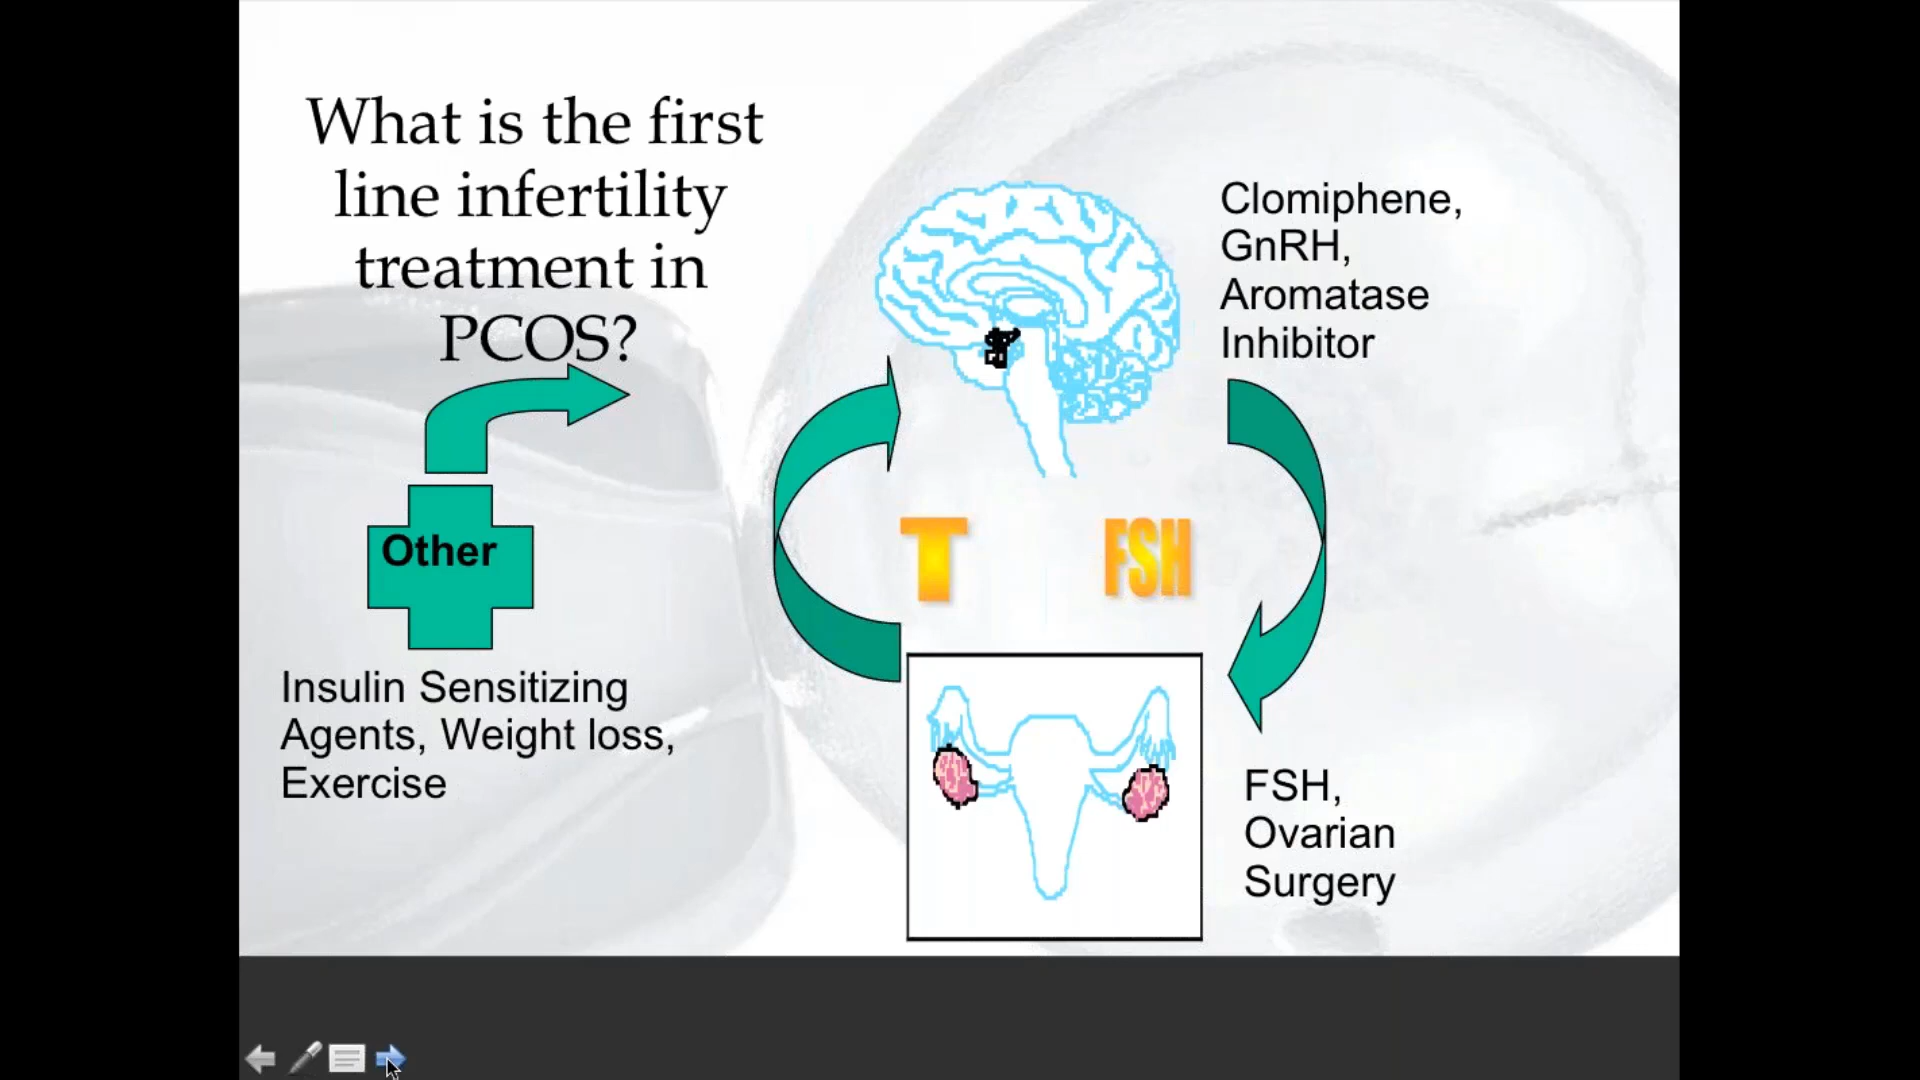 What is the first
line infertility
treatment in
PCOS?
Clomiphene,
GnRH,
Aromatase
Inhibitor
T
FSH
Other
Insulin Sensitizing
Agents, Weight loss,
Exercise
FSH,
Ovarian
Surgery